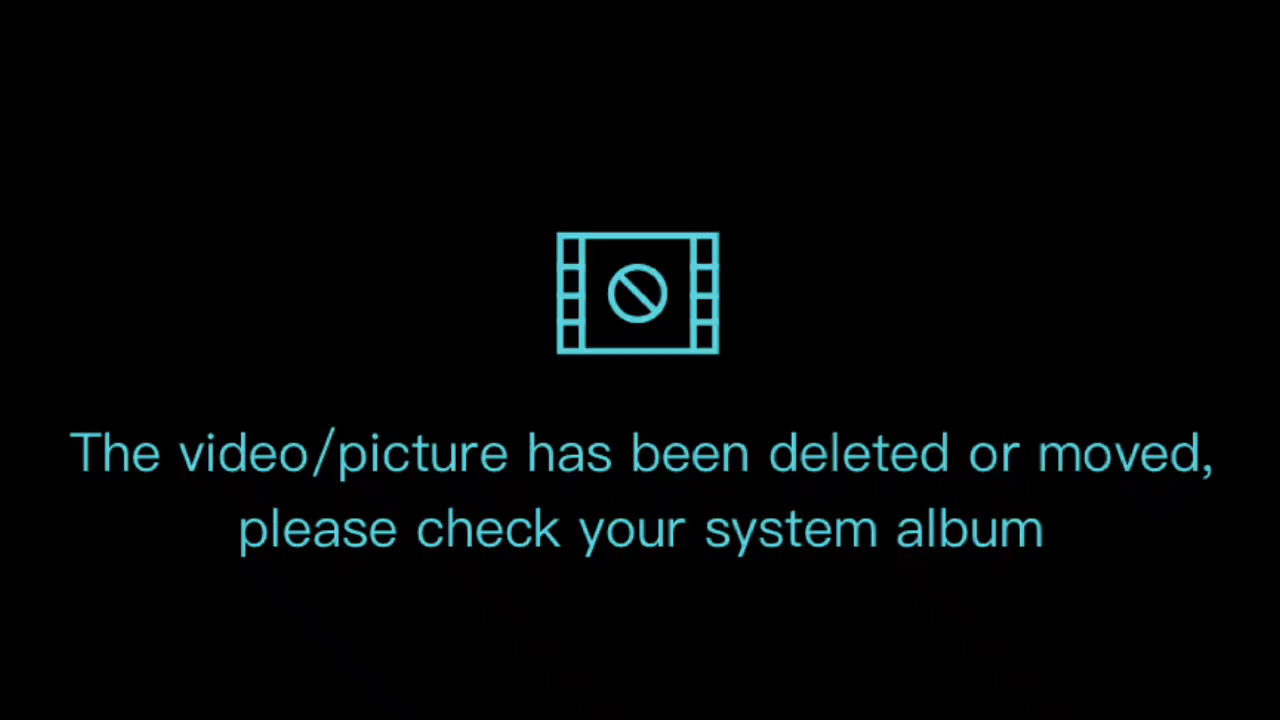 The video/picture has been deleted or moved,
please check your system album